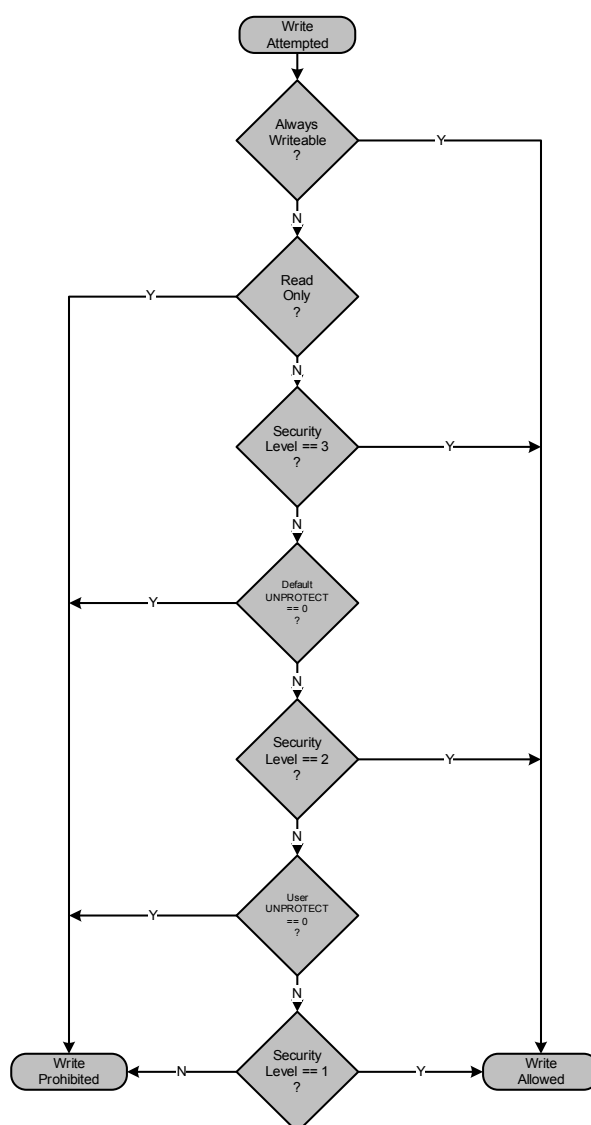 Write
Attempted
Always
Writeable
?
Y
N
Read
Only
?
Y
N
Security
Level == 3
?
Y
N
Default
UNPROTECT
== 0
?
Y
N
Security
Level == 2
?
Y
N
User
UNPROTECT
== 0
?
Y
N
Write
Prohibited
N
Security
Level == 1
?
Y
Write
Allowed